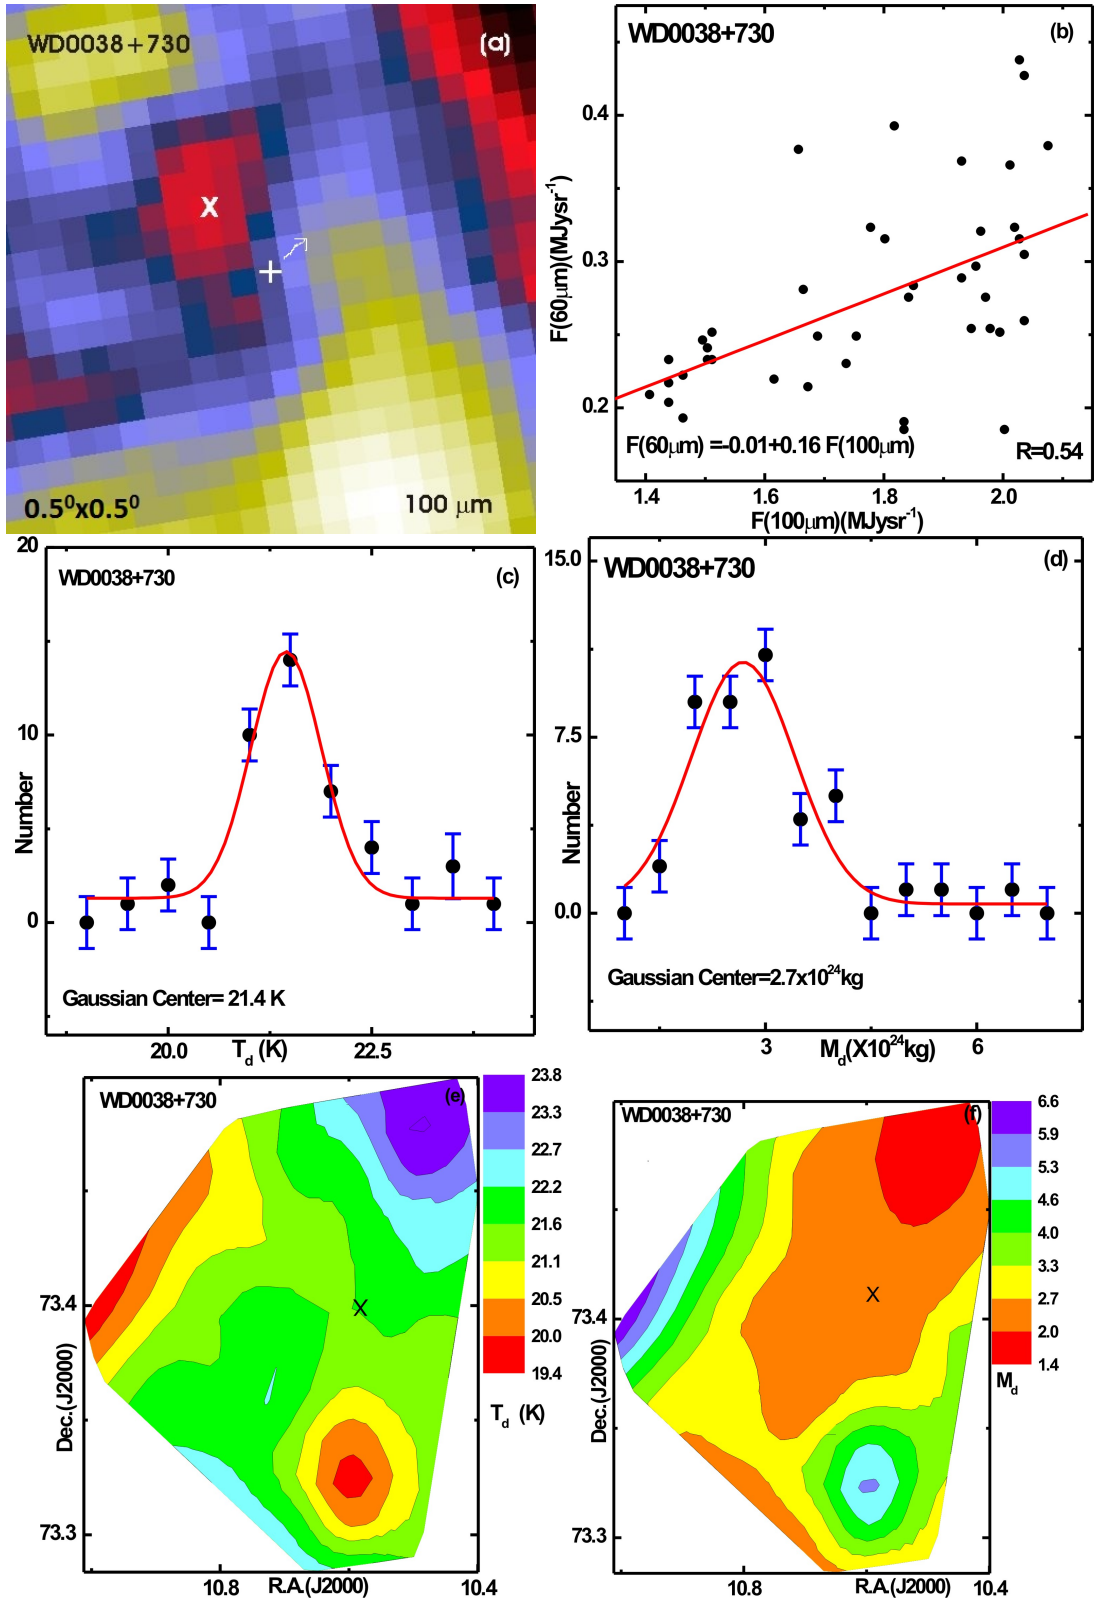 WD0038+730
(a)
X
0.5⁰x0.5⁰
100 μm
WD0038+730
(b)
0.4
0.3
0.2
F(60μm)(MJysr⁻¹)
F(60μm) =-0.01+0.16 F(100μm)
R=0.54
1.4 1.6 1.8 2.0
F(100μm)(MJysr⁻¹)
WD0038+730
(c)
20
10
0
Number
Gaussian Center= 21.4 K
20.0 22.5
T_d (K)
WD0038+730
(d)
15.0
7.5
0.0
Number
Gaussian Center=2.7x10²⁴kg
3 6
M_d(X10²⁴kg)
WD0038+730
(e)
X
73.4
73.3
Dec.(J2000)
10.8 10.4
R.A.(J2000)
23.8
23.3
22.7
22.2
21.6
21.1
20.5
20.0
19.4
T_d (K)
WD0038+730
(f)
X
73.4
73.3
Dec.(J2000)
10.8 10.4
R.A.(J2000)
6.6
5.9
5.3
4.6
4.0
3.3
2.7
2.0
1.4
M_d